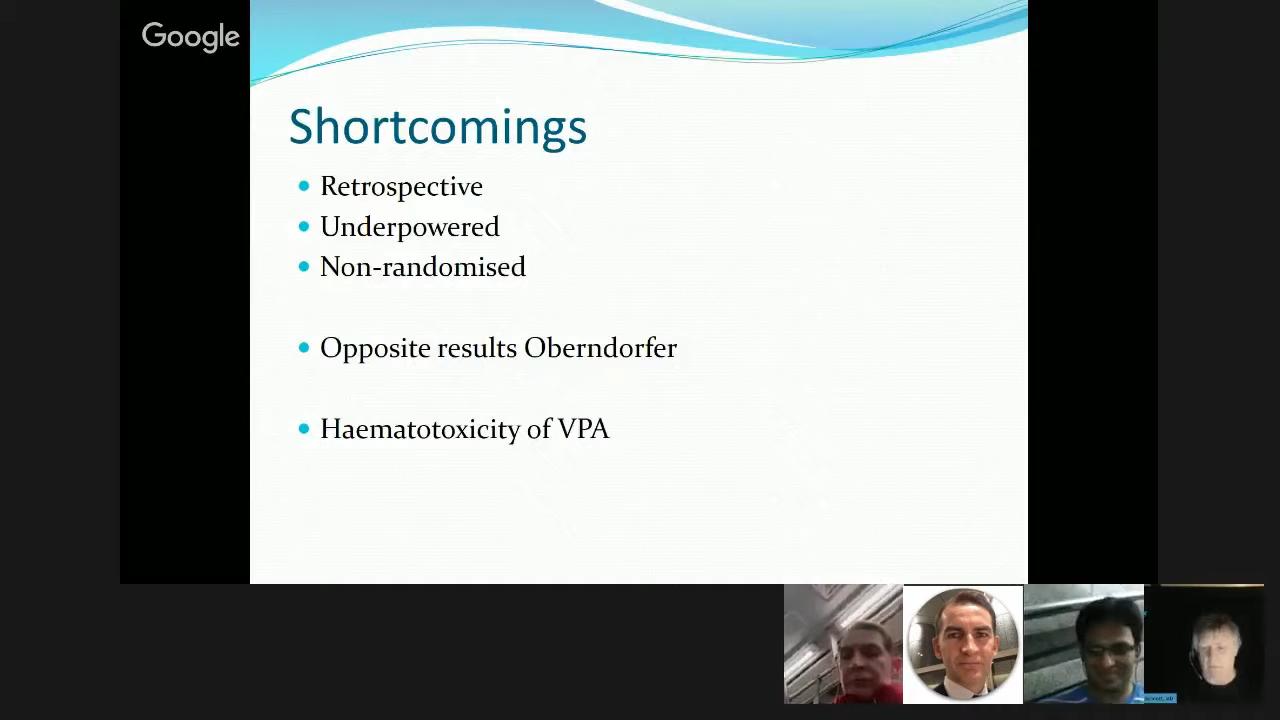 Google
Shortcomings
Retrospective
Underpowered
Non-randomised
Opposite results Oberndorfer
Haematotoxicity of VPA